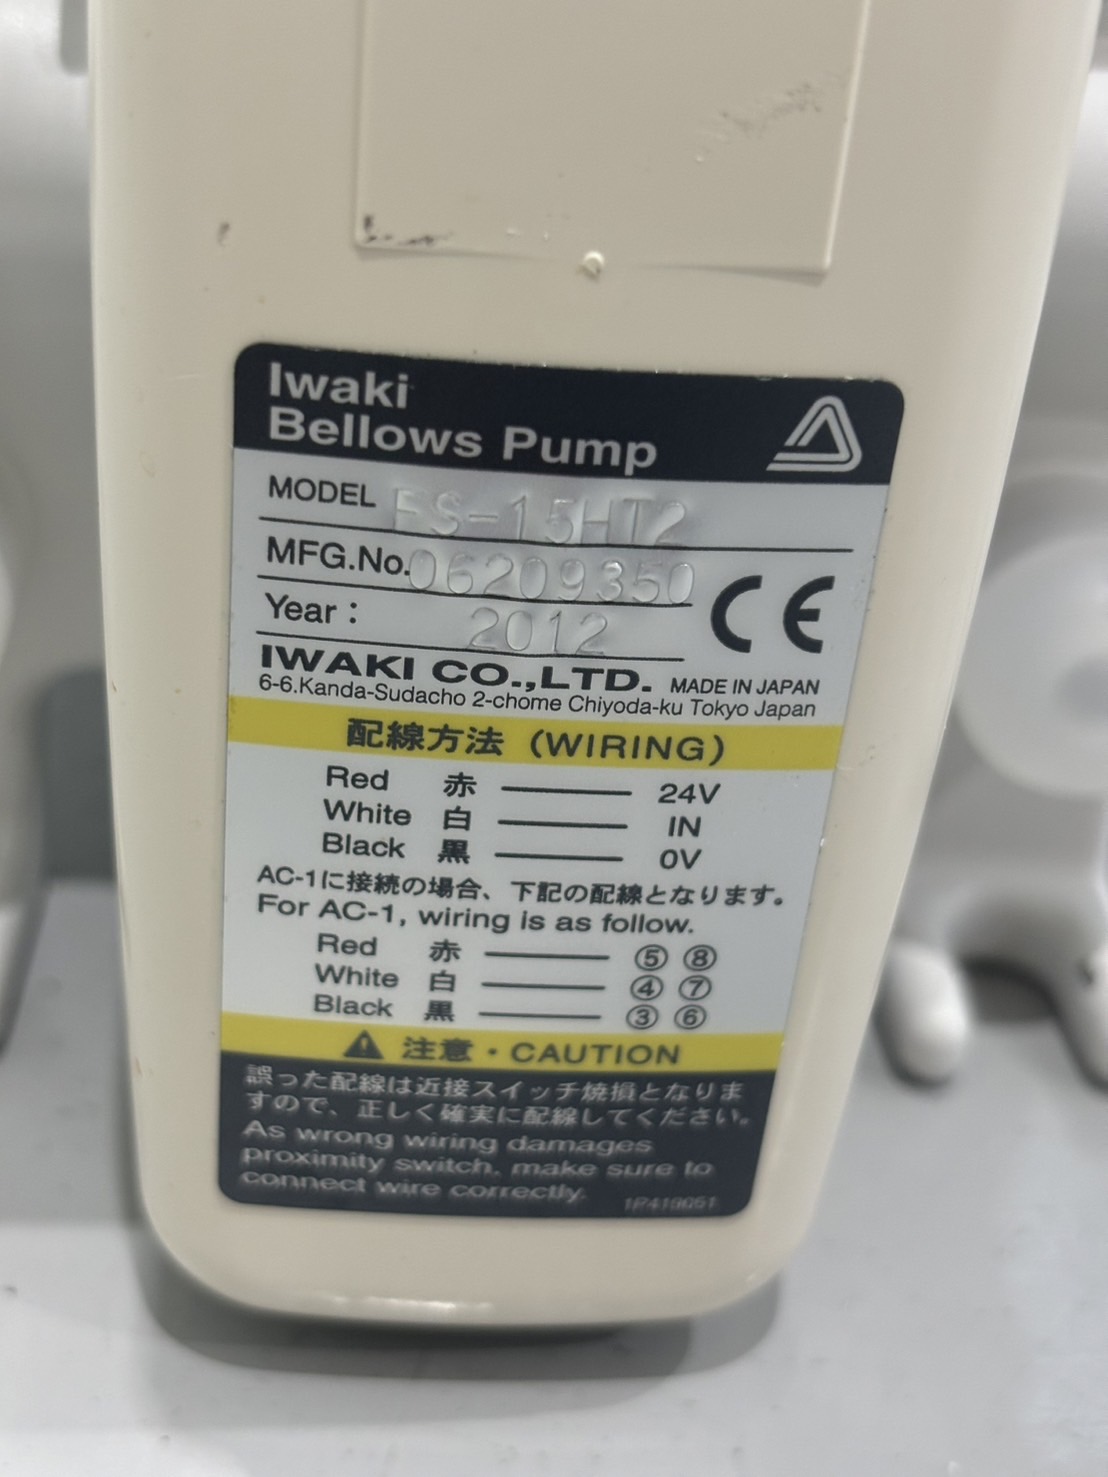 Iwaki
Bellows Pump
MODEL FS-15HT2
MFG.No. 06209350
Year : 2012
CE
IWAKI CO.,LTD. MADE IN JAPAN
6-6.Kanda-Sudacho 2-chome Chiyoda-ku Tokyo Japan
配線方法 (WIRING)
Red 赤 24V
White 白 IN
Black 黒 0V
AC-1に接続の場合、下記の配線となります。
For AC-1, wiring is as follow.
Red 赤 ⑤ ⑧
White 白 ④ ⑦
Black 黒 ③ ⑥
注意・CAUTION
誤った配線は近接スイッチ焼損となりま
すので、正しく確実に配線してください。
As wrong wiring damages
proximity switch, make sure to
connect wire correctly.